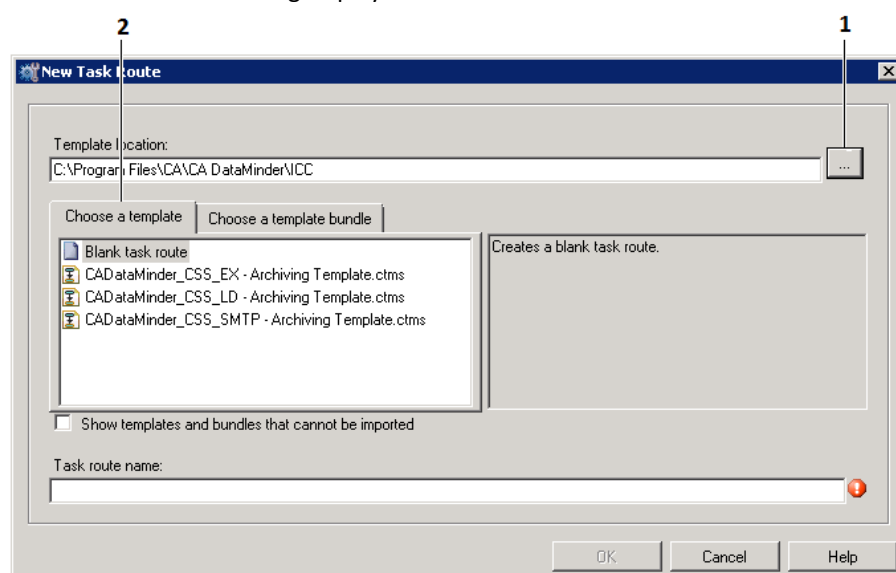 2
1
New Task Route
Template location:
C:\Program Files\CA\CA DataMinder\ICC
...
Choose a template
Choose a template bundle
Blank task route
Creates a blank task route.
CADataMinder_CSS_EX - Archiving Template.ctms
CADataMinder_CSS_LD - Archiving Template.ctms
CADataMinder_CSS_SMTP - Archiving Template.ctms
Show templates and bundles that cannot be imported
Task route name:
OK
Cancel
Help